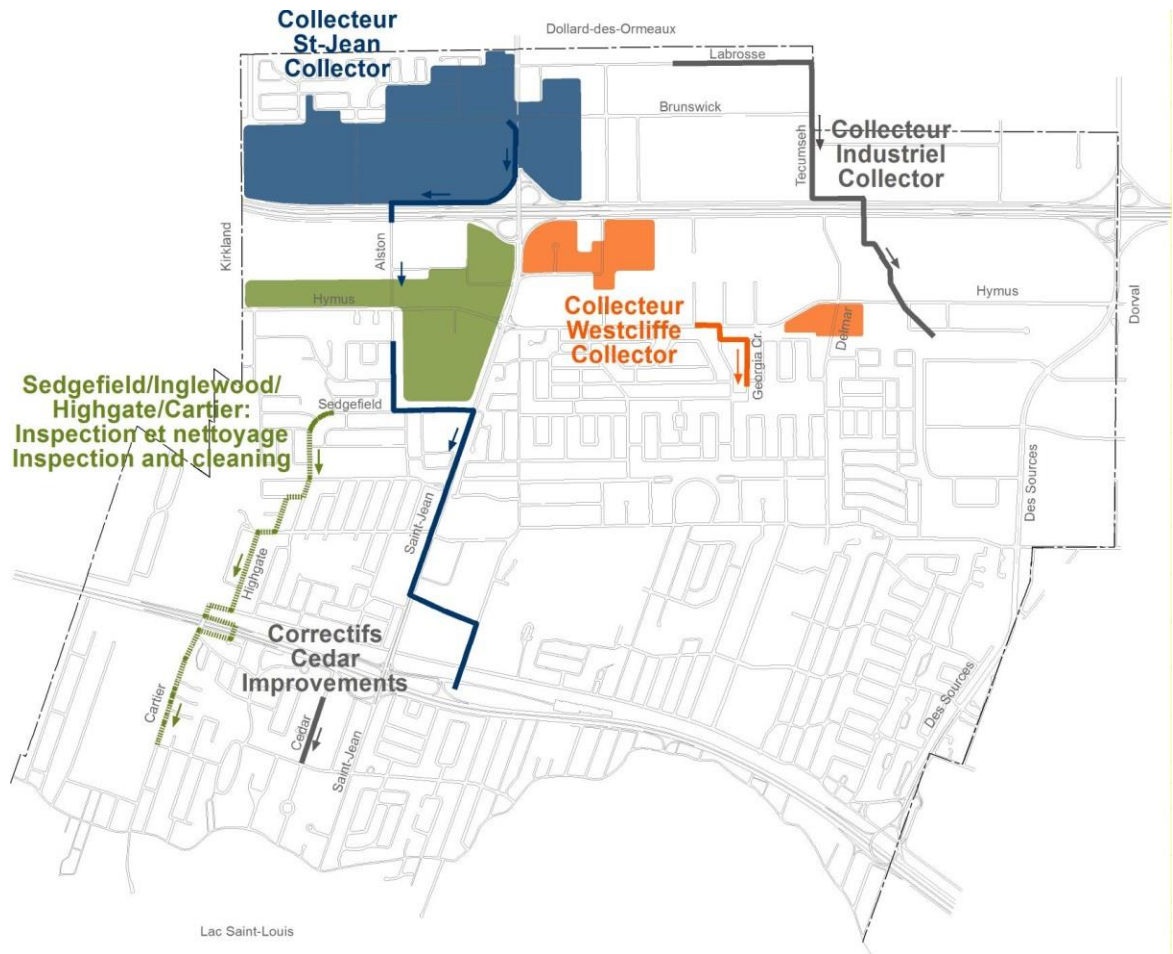 Collecteur
St-Jean
Collector
Dollard-des-Ormeaux
Labrosse
Brunswick
Tecumseh
Collecteur
Industriel
Collector
Kirkland
Alston
Hymus
Collecteur
Westcliffe
Collector
Georgia Cr.
Delmar
Hymus
Dorval
Sedgefield/Inglewood/
Highgate/Cartier:
Inspection et nettoyage
Inspection and cleaning
Sedgefield
Saint-Jean
Des Sources
Highgate
Correctifs
Cedar
Improvements
Cartier
Cedar
Saint-Jean
Des Sources
Lac Saint-Louis